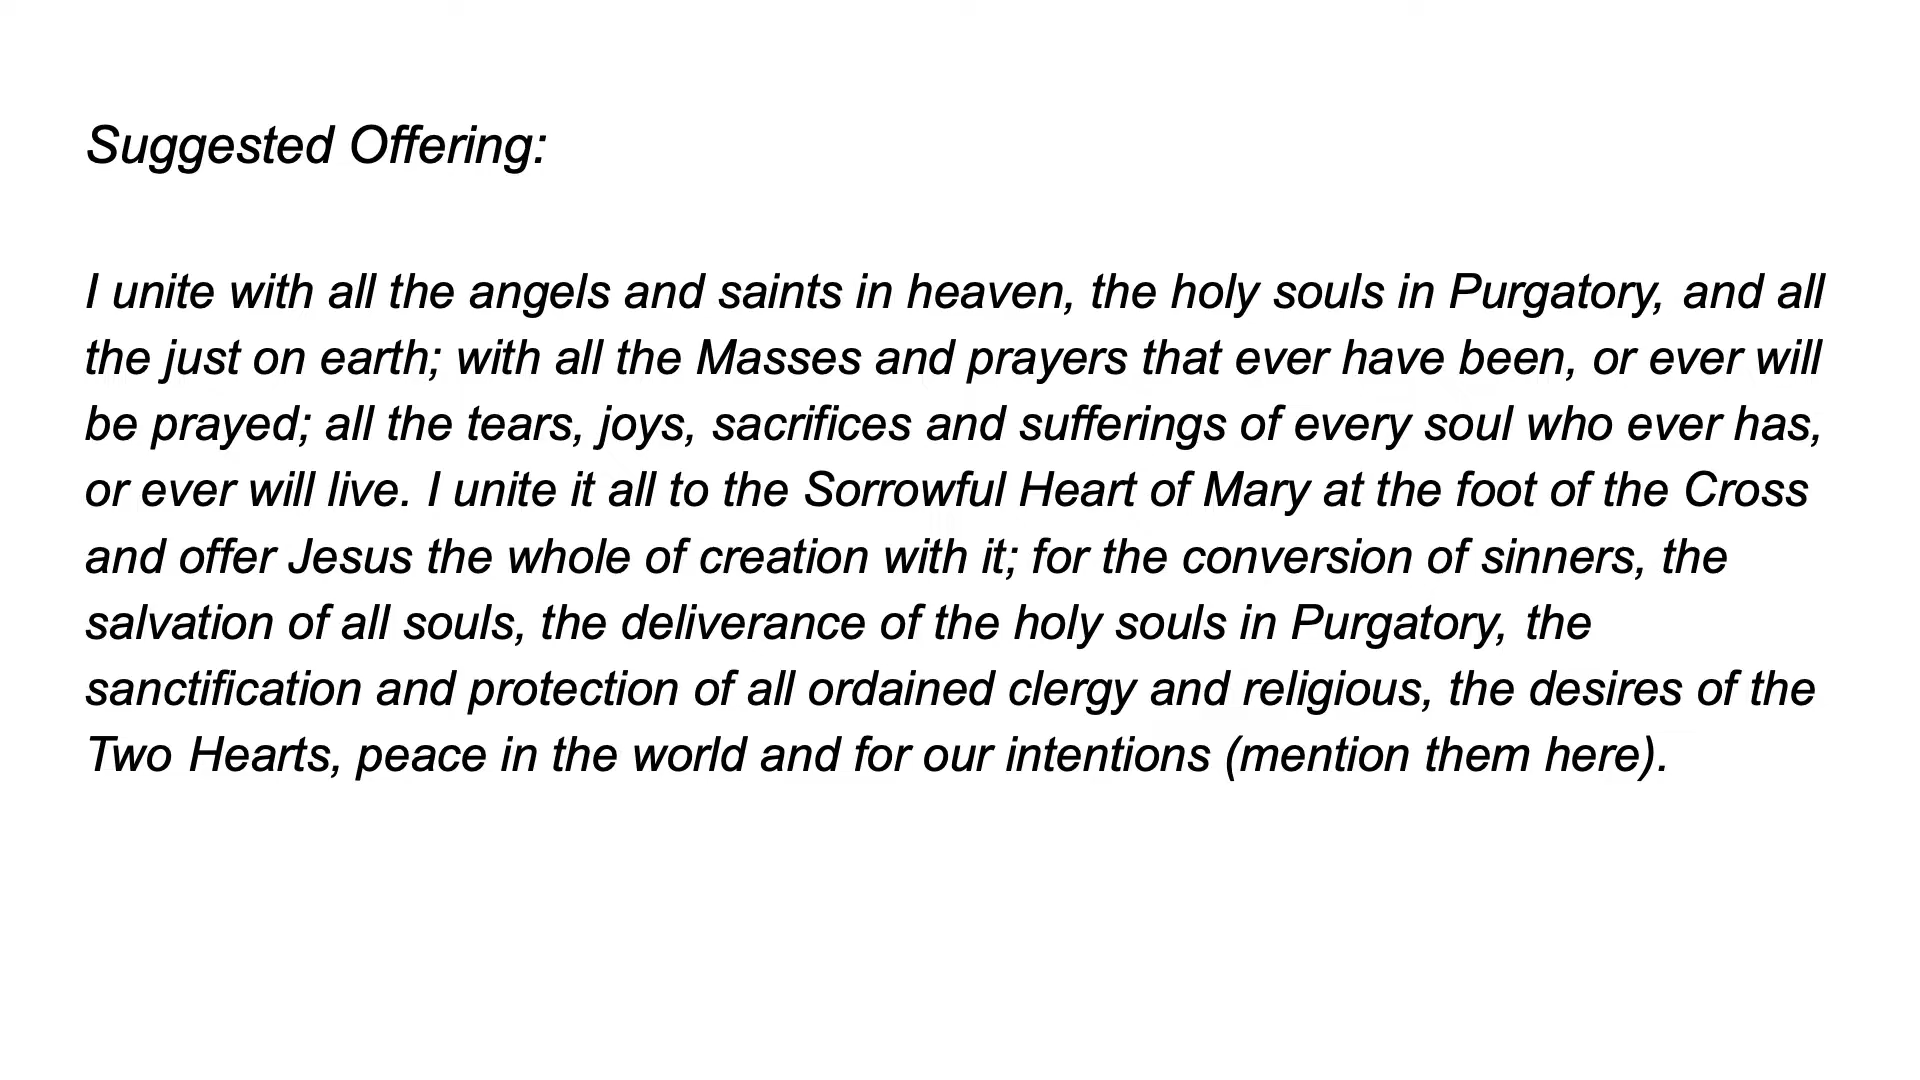 Suggested Offering:
I unite with all the angels and saints in heaven, the holy souls in Purgatory, and all
the just on earth; with all the Masses and prayers that ever have been, or ever will
be prayed; all the tears, joys, sacrifices and sufferings of every soul who ever has,
or ever will live. I unite it all to the Sorrowful Heart of Mary at the foot of the Cross
and offer Jesus the whole of creation with it; for the conversion of sinners, the
salvation of all souls, the deliverance of the holy souls in Purgatory, the
sanctification and protection of all ordained clergy and religious, the desires of the
Two Hearts, peace in the world and for our intentions (mention them here).